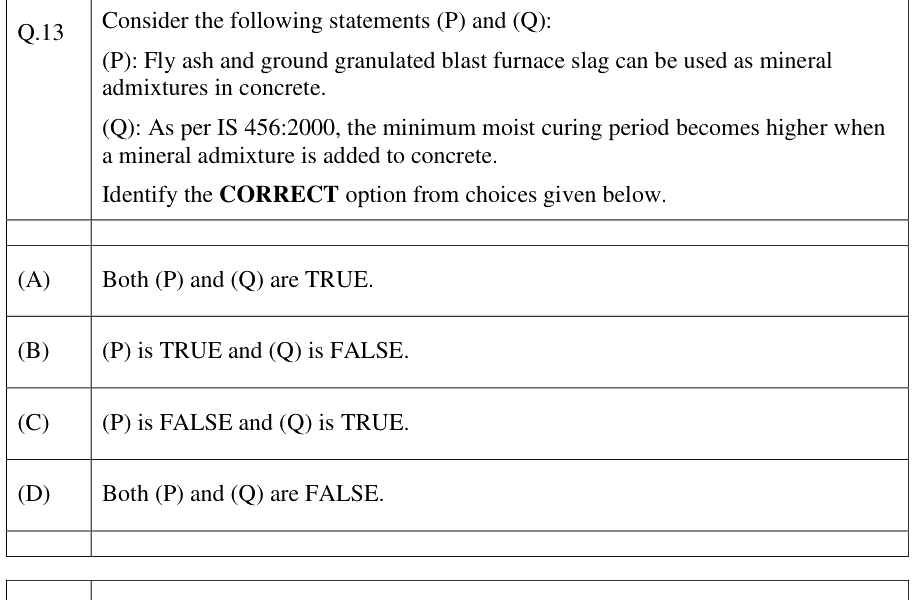 Q.13
Consider the following statements (P) and (Q):
(P): Fly ash and ground granulated blast furnace slag can be used as mineral
admixtures in concrete.
(Q): As per IS 456:2000, the minimum moist curing period becomes higher when
a mineral admixture is added to concrete.
Identify the CORRECT option from choices given below.
(A) Both (P) and (Q) are TRUE.
(B) (P) is TRUE and (Q) is FALSE.
(C) (P) is FALSE and (Q) is TRUE.
(D) Both (P) and (Q) are FALSE.